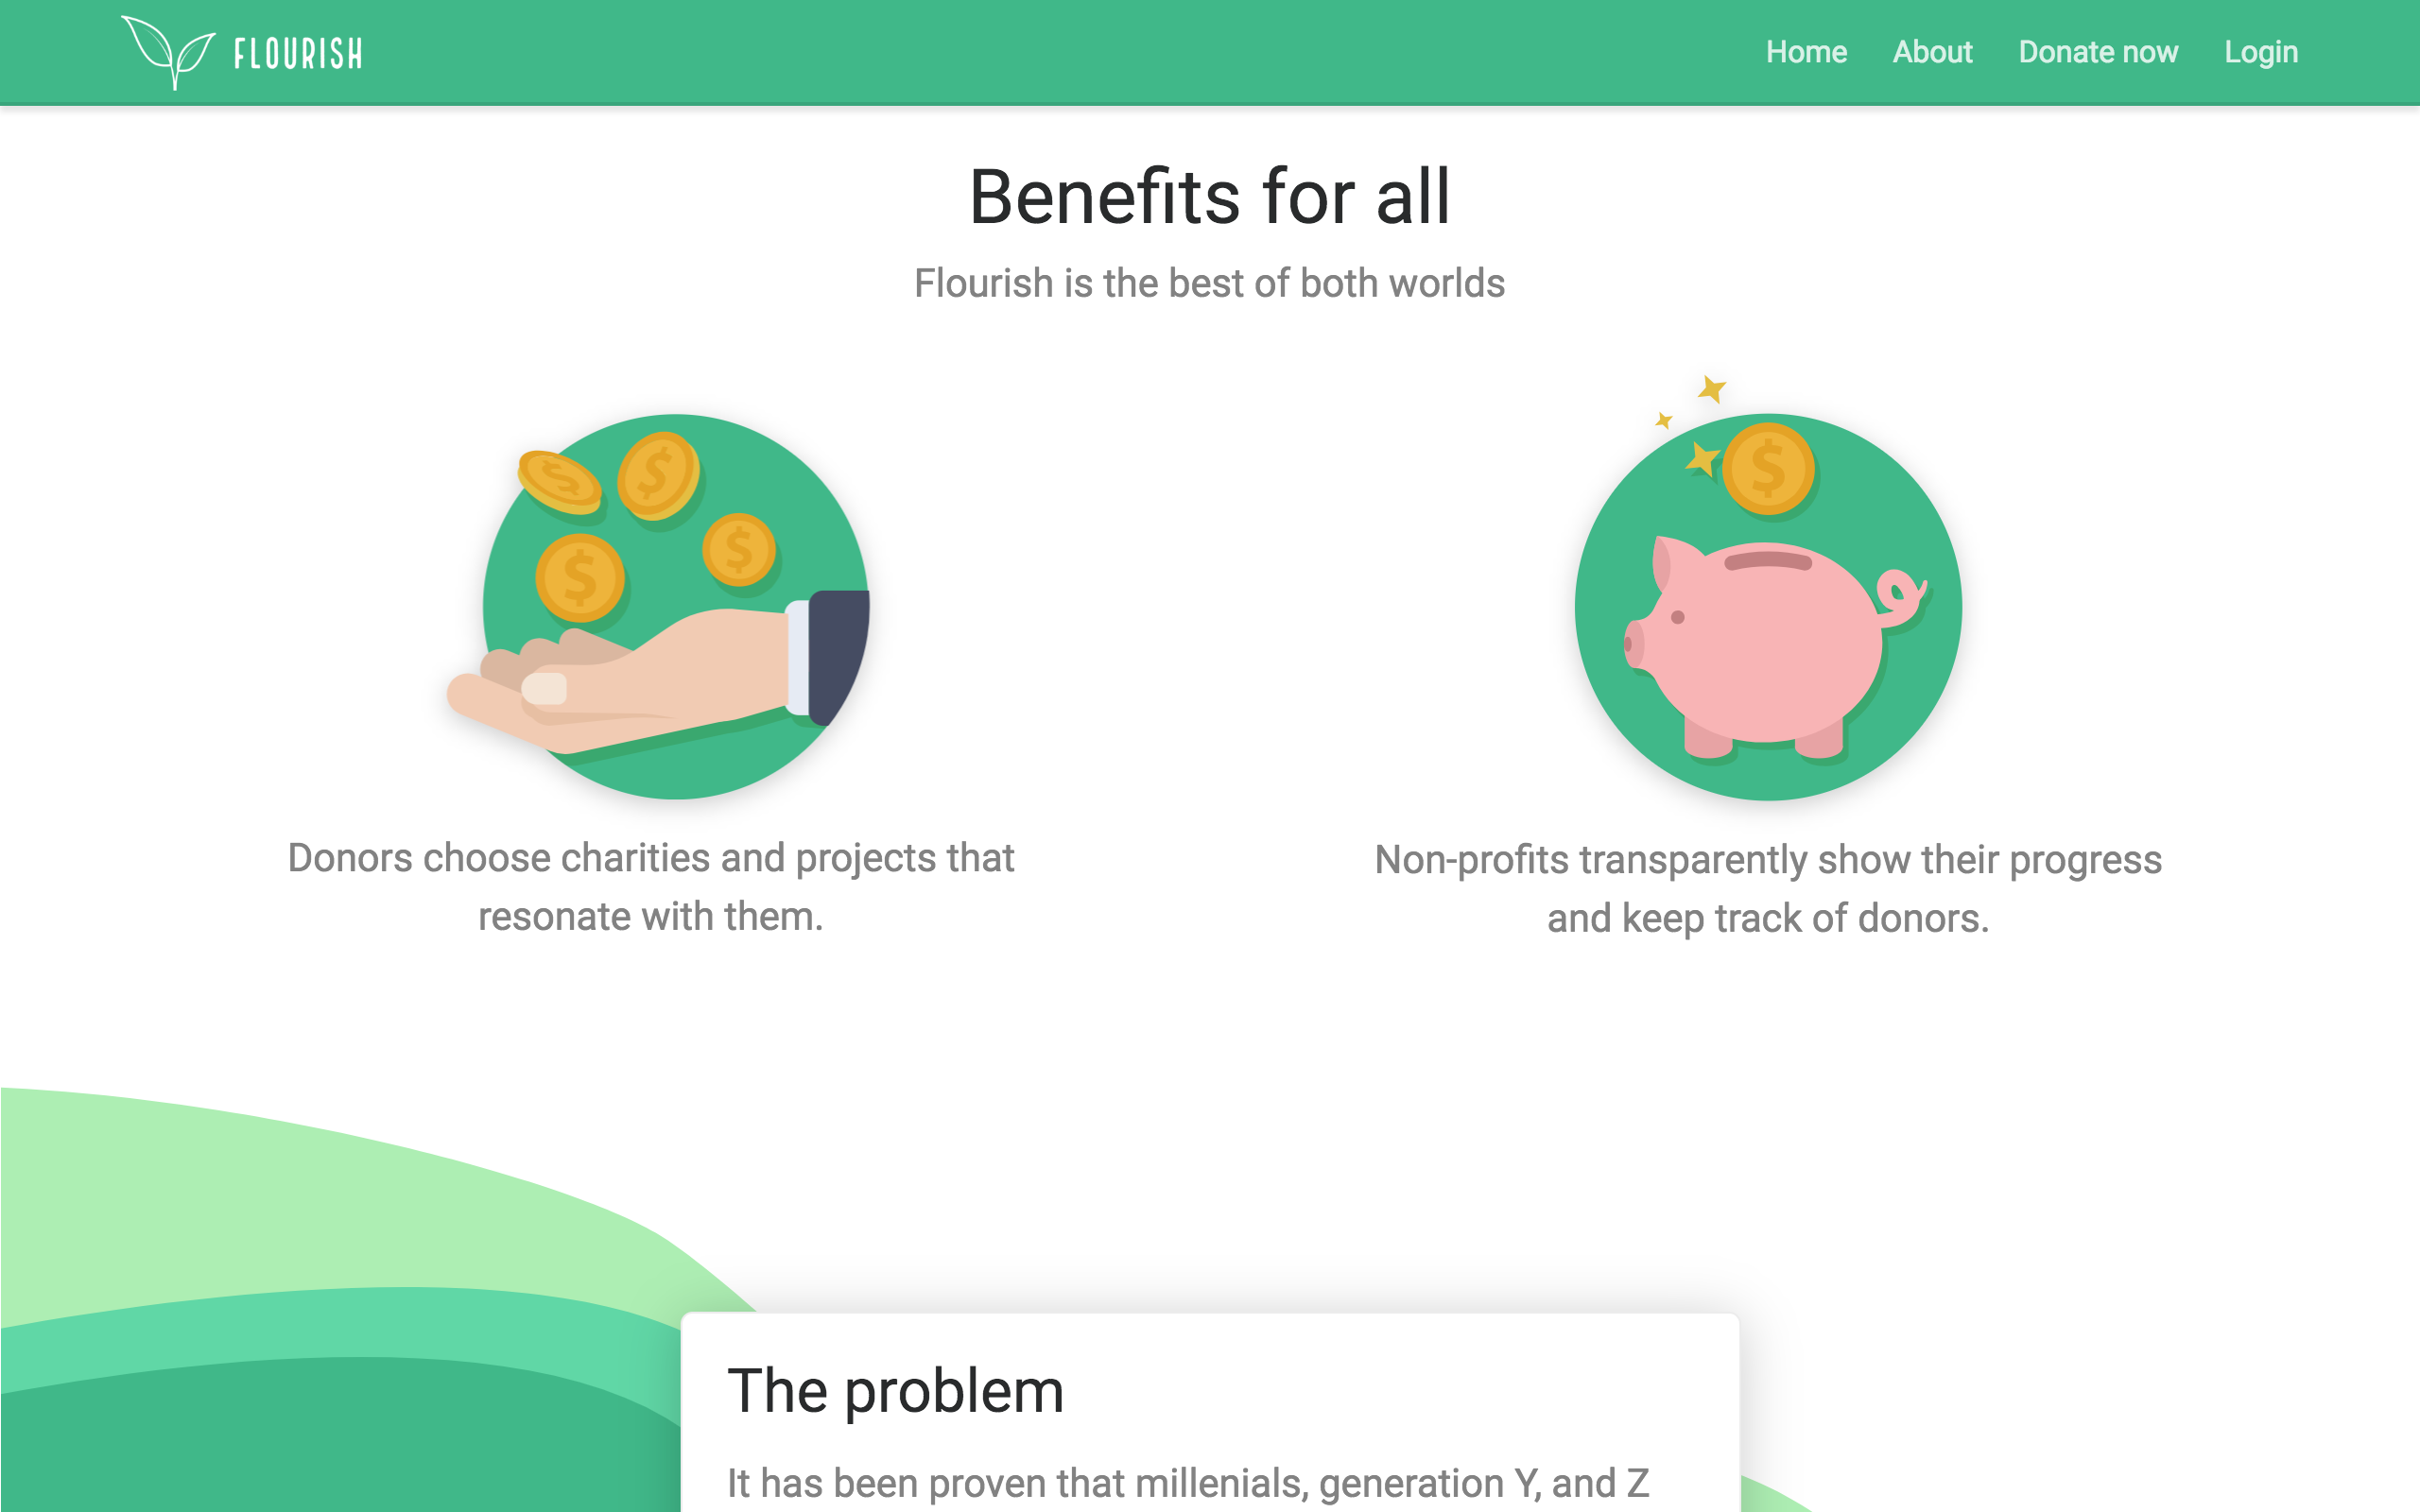 FLOURISH
Home About Donate now Login
Benefits for all
Flourish is the best of both worlds
$ $ $ $
$
Donors choose charities and projects that
resonate with them.
Non-profits transparently show their progress
and keep track of donors.
The problem
It has been proven that millenials, generation Y, and Z